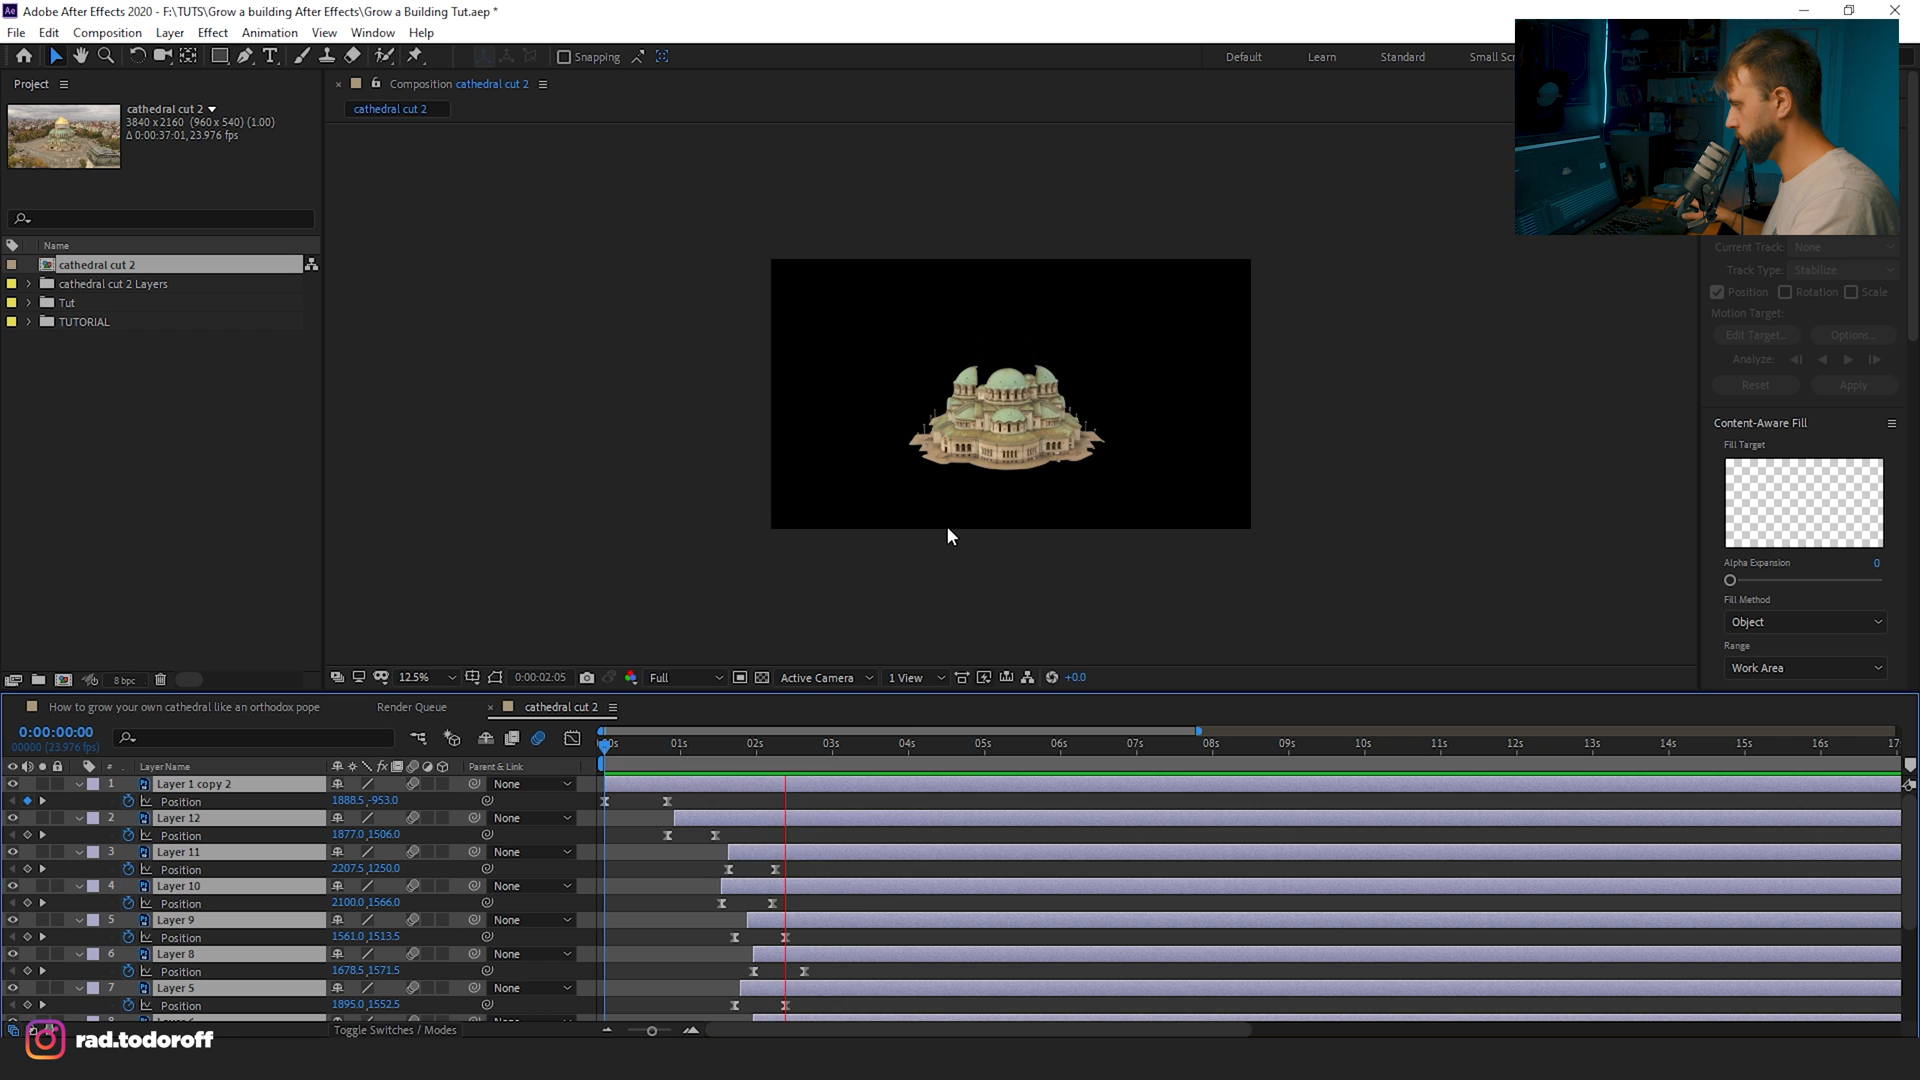 Adobe After Effects 2020 - F:\TUTS\Grow a building After Effects\Grow a Building Tut.aep *
File Edit Composition Layer Effect Animation View Window Help
Snapping
Default Learn Standard Small Scr
Project
Composition cathedral cut 2
cathedral cut 2
cathedral cut 2
3840 x 2160 (960 x 540) (1.00)
Δ 0:00:37:01, 23.976 fps
Name
cathedral cut 2
cathedral cut 2 Layers
Tut
TUTORIAL
Current Track: None
Track Type: Stabilize
Position Rotation Scale
Motion Target:
Edit Target... Options...
Analyze:
Reset Apply
Content-Aware Fill
Fill Target
Alpha Expansion 0
Fill Method
Object
Range
Work Area
8 bpc
12.5% 0:00:02:05 Full Active Camera 1 View +0.0
How to grow your own cathedral like an orthodox pope Render Queue cathedral cut 2
0:00:00:00
00000 (23.976 fps)
01s 02s 03s 04s 05s 06s 07s 08s 09s 10s 11s 12s 13s 14s 15s 16s 17
# Layer Name Parent & Link
1 Layer 1 copy 2 None
Position 1888.5,-953.0
2 Layer 12 None
Position 1877.0,1506.0
3 Layer 11 None
Position 2207.5,1250.0
4 Layer 10 None
Position 2100.0,1566.0
5 Layer 9 None
Position 1561.0,1513.5
6 Layer 8 None
Position 1678.5,1571.5
7 Layer 5 None
Position 1895.0,1552.5
Toggle Switches / Modes
rad.todoroff